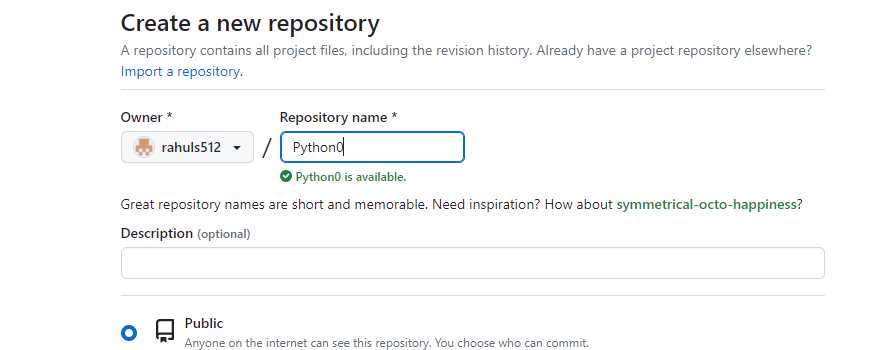 Create a new repository
A repository contains all project files, including the revision history. Already have a project repository elsewhere?
Import a repository.
Owner * Repository name *
rahuls512 / Python0
Python0 is available.
Great repository names are short and memorable. Need inspiration? How about symmetrical-octo-happiness?
Description (optional)
Public
Anyone on the internet can see this repository. You choose who can commit.